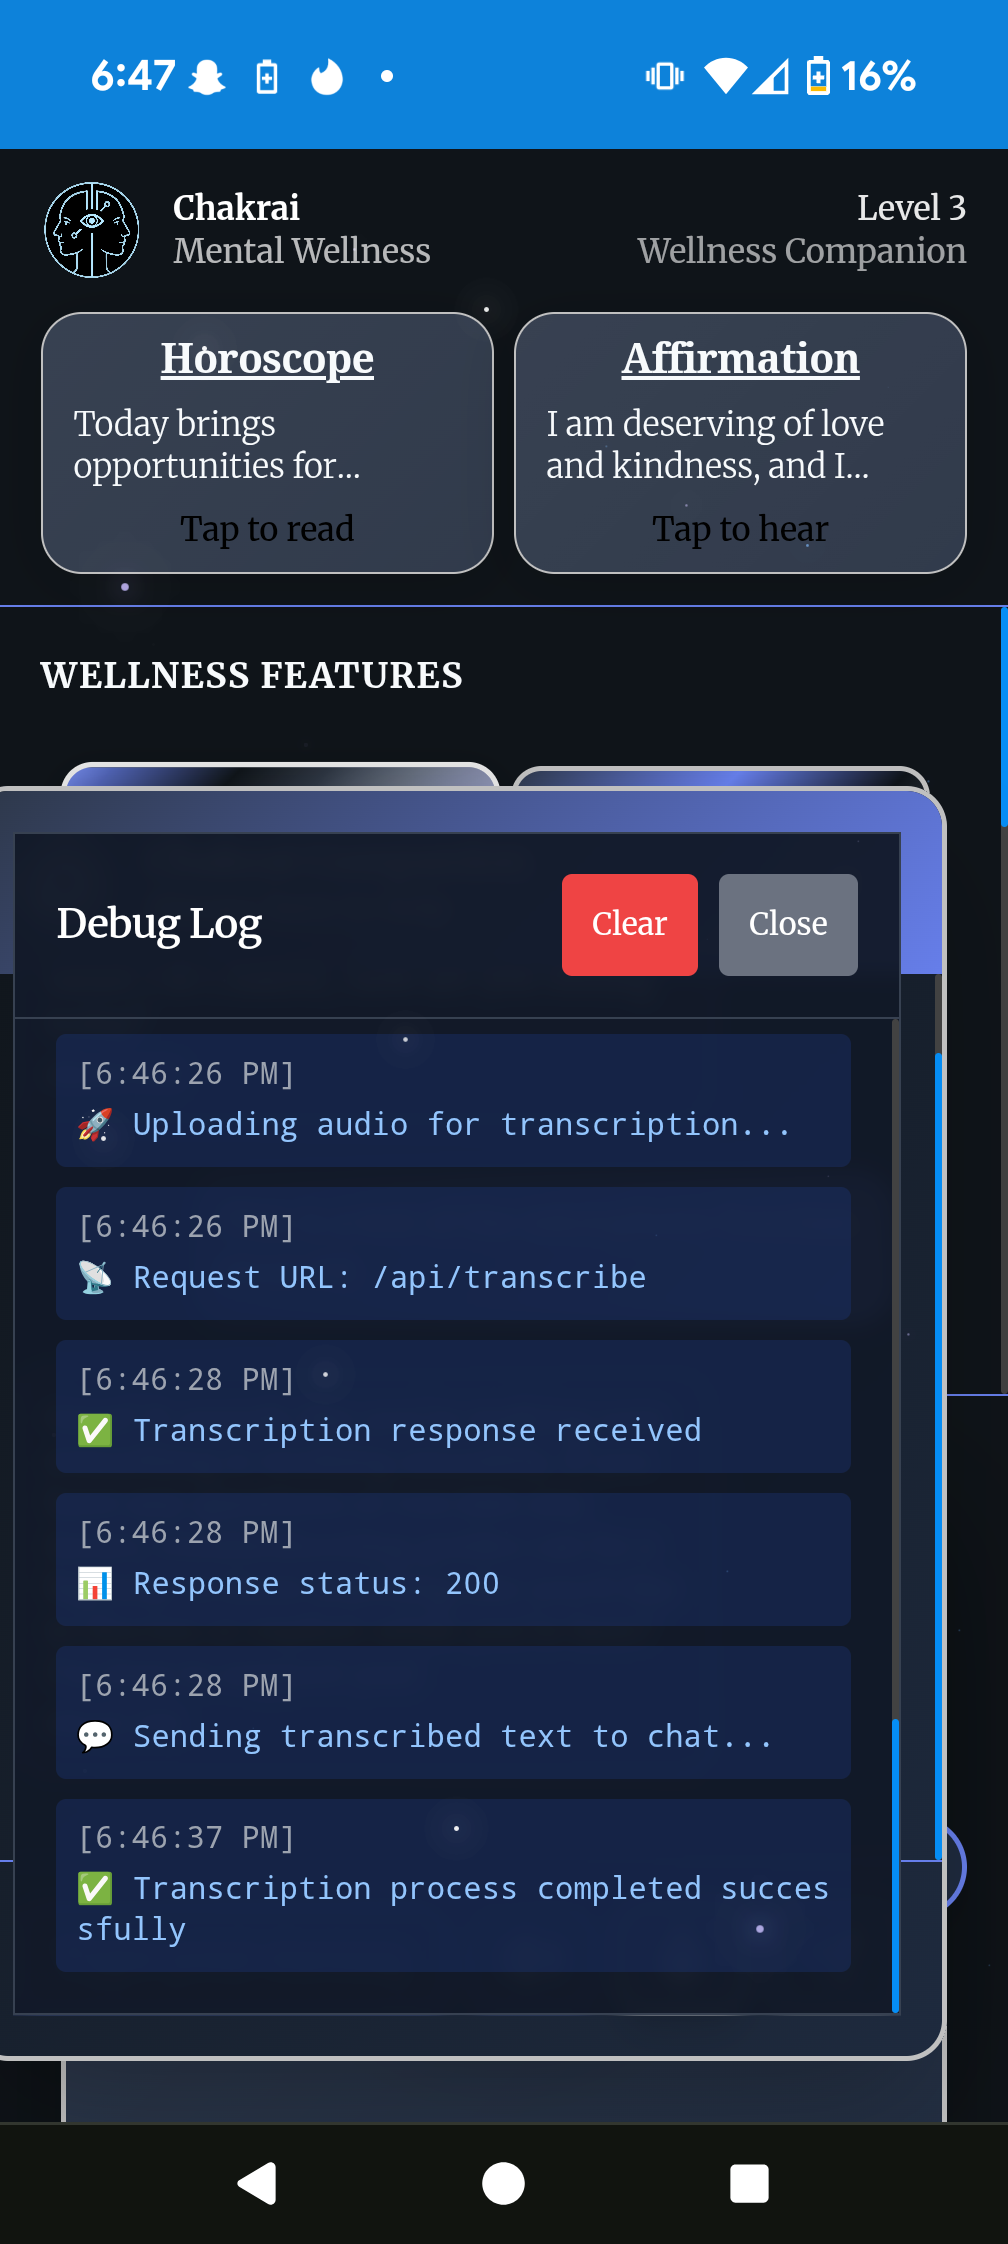 6:47
16%
Chakrai
Mental Wellness
Level 3
Wellness Companion
Horoscope
Today brings
opportunities for...
Tap to read
Affirmation
I am deserving of love
and kindness, and I...
Tap to hear
WELLNESS FEATURES
Debug Log
Clear
Close
[6:46:26 PM]
🚀 Uploading audio for transcription...
[6:46:26 PM]
📡 Request URL: /api/transcribe
[6:46:28 PM]
✅ Transcription response received
[6:46:28 PM]
📊 Response status: 200
[6:46:28 PM]
💬 Sending transcribed text to chat...
[6:46:37 PM]
✅ Transcription process completed succes
sfully